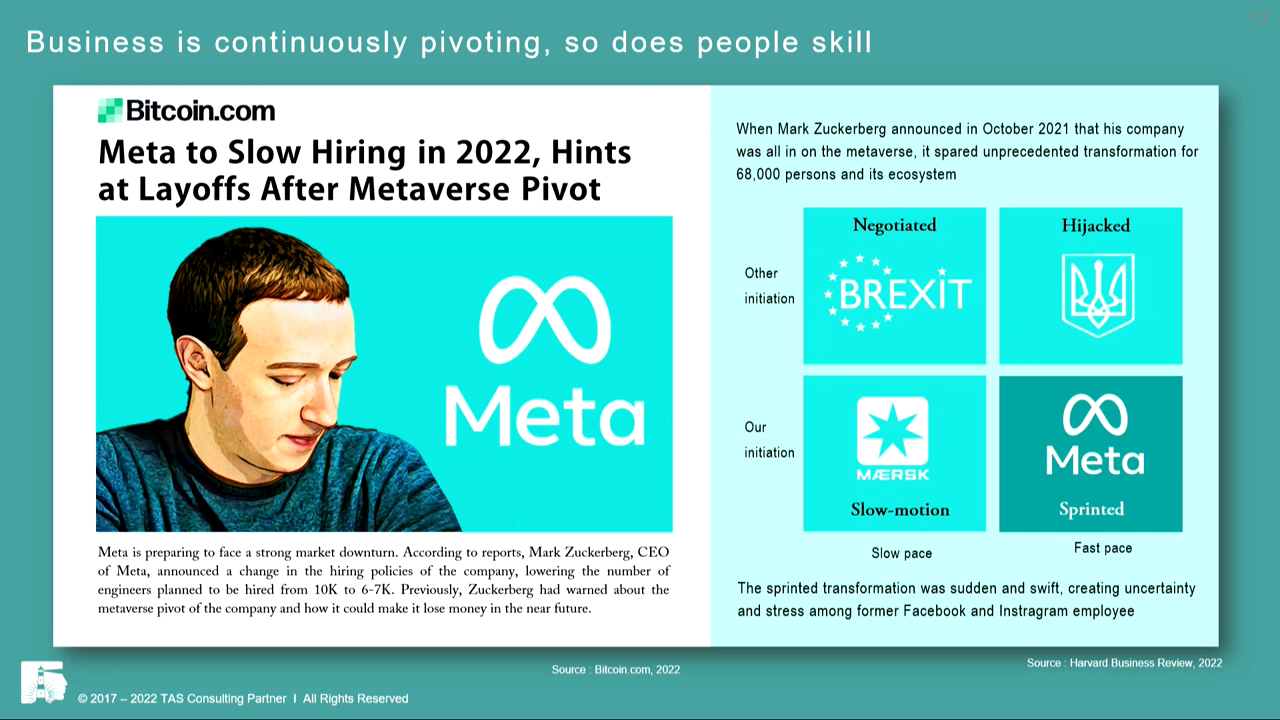 17
Business is continuously pivoting, so does people skill
Bitcoin.com
Meta to Slow Hiring in 2022, Hints
at Layoffs After Metaverse Pivot
Meta
Meta is preparing to face a strong market downturn. According to reports, Mark Zuckerberg, CEO
of Meta, announced a change in the hiring policies of the company, lowering the number of
engineers planned to be hired from 10K to 6-7K. Previously, Zuckerberg had warned about the
metaverse pivot of the company and how it could make it lose money in the near future.
When Mark Zuckerberg announced in October 2021 that his company
was all in on the metaverse, it spared unprecedented transformation for
68,000 persons and its ecosystem
Negotiated
Hijacked
Other
initiation
BREXIT
Our
initiation
MÆRSK
Meta
Slow-motion
Sprinted
Slow pace
Fast pace
The sprinted transformation was sudden and swift, creating uncertainty
and stress among former Facebook and Instragram employee
Source : Bitcoin.com, 2022
Source : Harvard Business Review, 2022
© 2017 – 2022 TAS Consulting Partner I All Rights Reserved